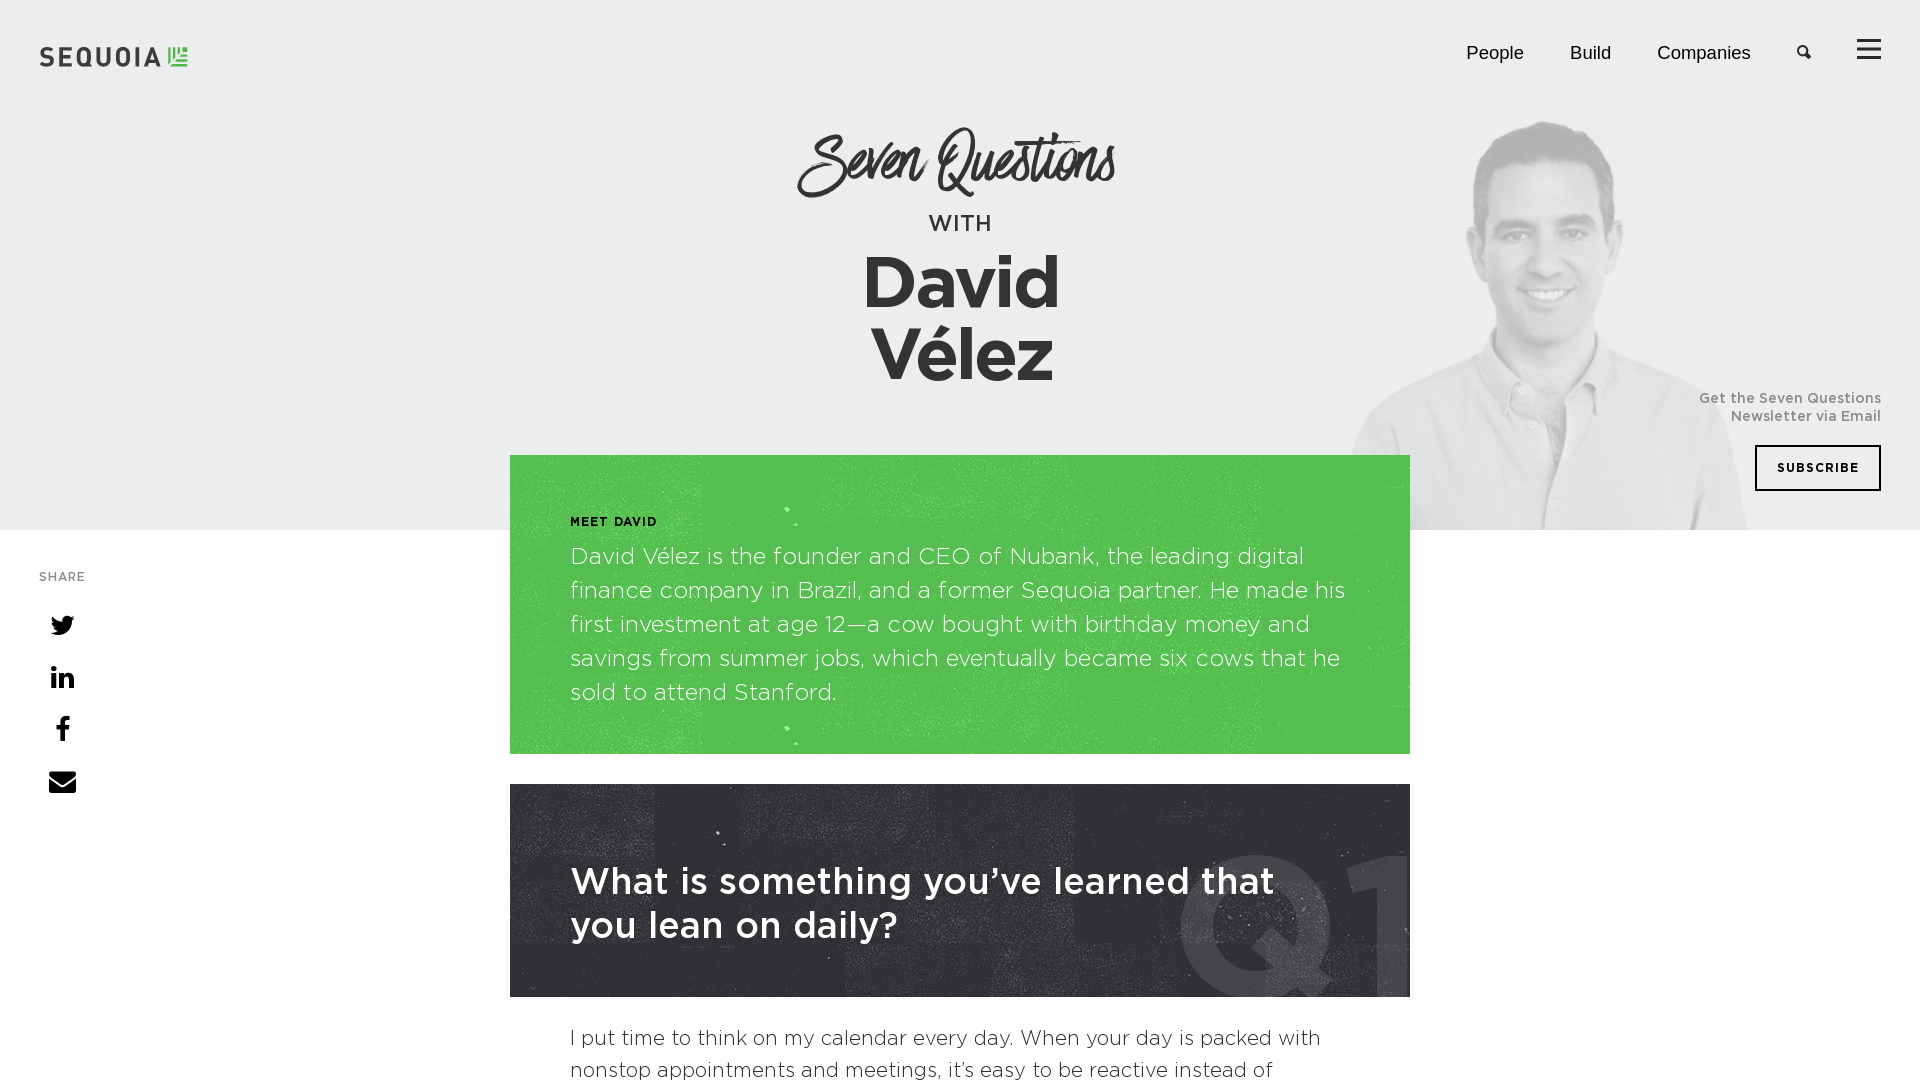 SEQUOIA
People Build Companies
Seven Questions
WITH
David
Vélez
Get the Seven Questions
Newsletter via Email
SUBSCRIBE
SHARE
MEET DAVID
David Vélez is the founder and CEO of Nubank, the leading digital
finance company in Brazil, and a former Sequoia partner. He made his
first investment at age 12—a cow bought with birthday money and
savings from summer jobs, which eventually became six cows that he
sold to attend Stanford.
Q1
What is something you’ve learned that
you lean on daily?
I put time to think on my calendar every day. When your day is packed with
nonstop appointments and meetings, it’s easy to be reactive instead of